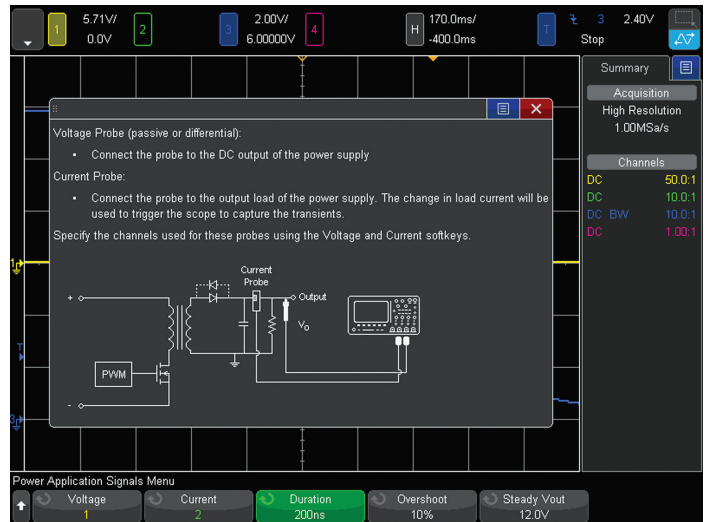 1
5.71V/
0.0V
2
3
2.00V/
6.00000V
4
H
170.0ms/
-400.0ms
T
3
2.40V
Stop
Summary
Acquisition
High Resolution
1.00MSa/s
Channels
DC 50.0:1
DC 10.0:1
DC BW 10.0:1
DC 1.00:1
Voltage Probe (passive or differential):
• Connect the probe to the DC output of the power supply
Current Probe:
• Connect the probe to the output load of the power supply. The change in load current will be
used to trigger the scope to capture the transients.
Specify the channels used for these probes using the Voltage and Current softkeys.
Current
Probe
+
Output
Vo
PWM
-
1
T
3
Power Application Signals Menu
Voltage
1
Current
2
Duration
200ns
Overshoot
10%
Steady Vout
12.0V